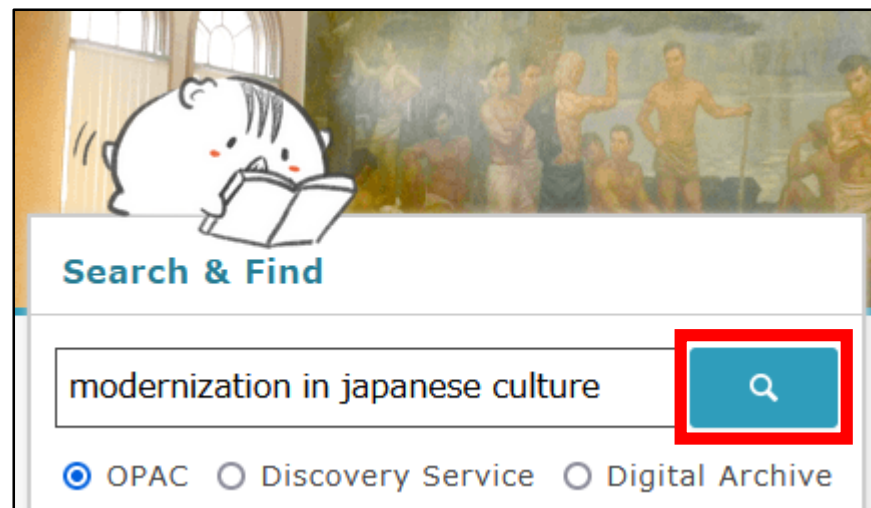 Search & Find
modernization in japanese culture
OPAC Discovery Service Digital Archive